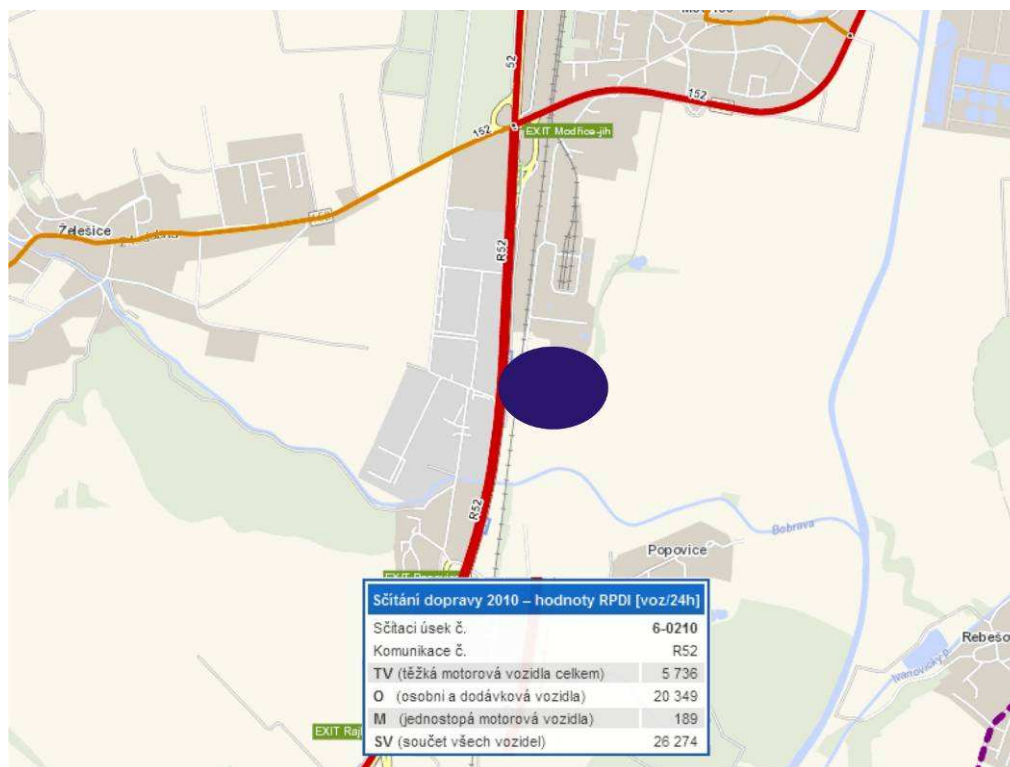 52
152
152
EXIT Modřice-jih
Želešice
R52
R52
Bobrava
Popovice
Rebešov
Ivanovický p.
Sčítání dopravy 2010 – hodnoty RPDI [voz/24h]
Sčítací úsek č. 6-0210
Komunikace č. R52
TV (těžká motorová vozidla celkem) 5 736
O (osobní a dodávková vozidla) 20 349
M (jednostopá motorová vozidla) 189
SV (součet všech vozidel) 26 274
EXIT Raj